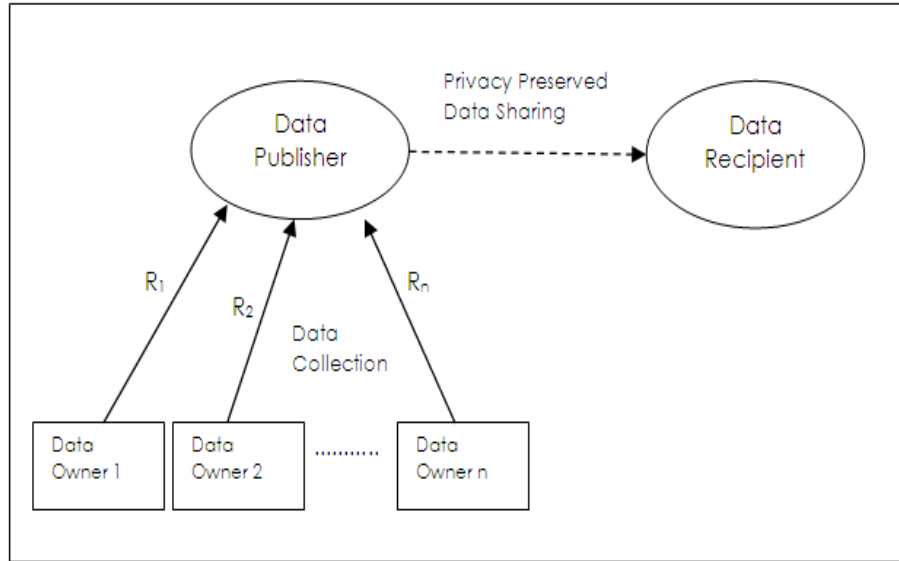 Privacy Preserved
Data Sharing
Data
Publisher
Data
Recipient
R₁
R₂
Rₙ
Data
Collection
Data
Owner 1
Data
Owner 2
...........
Data
Owner n